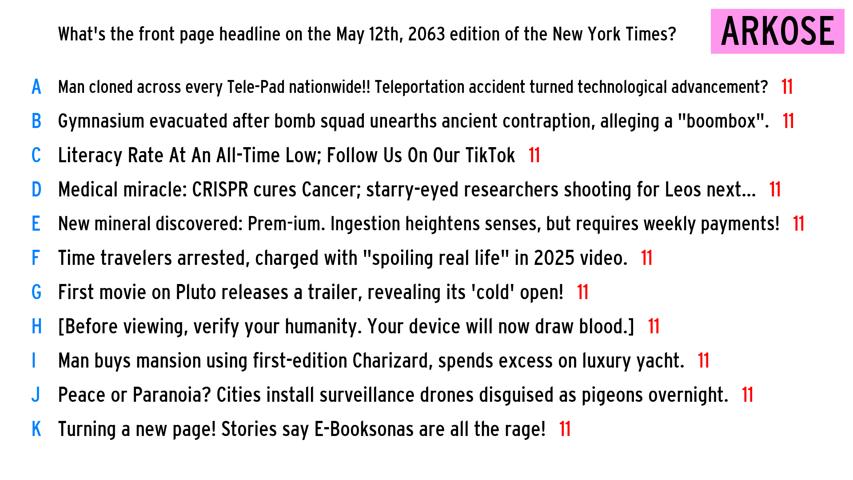 What's the front page headline on the May 12th, 2063 edition of the New York Times?
ARKOSE
A Man cloned across every Tele-Pad nationwide!! Teleportation accident turned technological advancement? 11
B Gymnasium evacuated after bomb squad unearths ancient contraption, alleging a "boombox". 11
C Literacy Rate At An All-Time Low; Follow Us On Our TikTok 11
D Medical miracle: CRISPR cures Cancer; starry-eyed researchers shooting for Leos next... 11
E New mineral discovered: Prem-ium. Ingestion heightens senses, but requires weekly payments! 11
F Time travelers arrested, charged with "spoiling real life" in 2025 video. 11
G First movie on Pluto releases a trailer, revealing its 'cold' open! 11
H [Before viewing, verify your humanity. Your device will now draw blood.] 11
I Man buys mansion using first-edition Charizard, spends excess on luxury yacht. 11
J Peace or Paranoia? Cities install surveillance drones disguised as pigeons overnight. 11
K Turning a new page! Stories say E-Booksonas are all the rage! 11